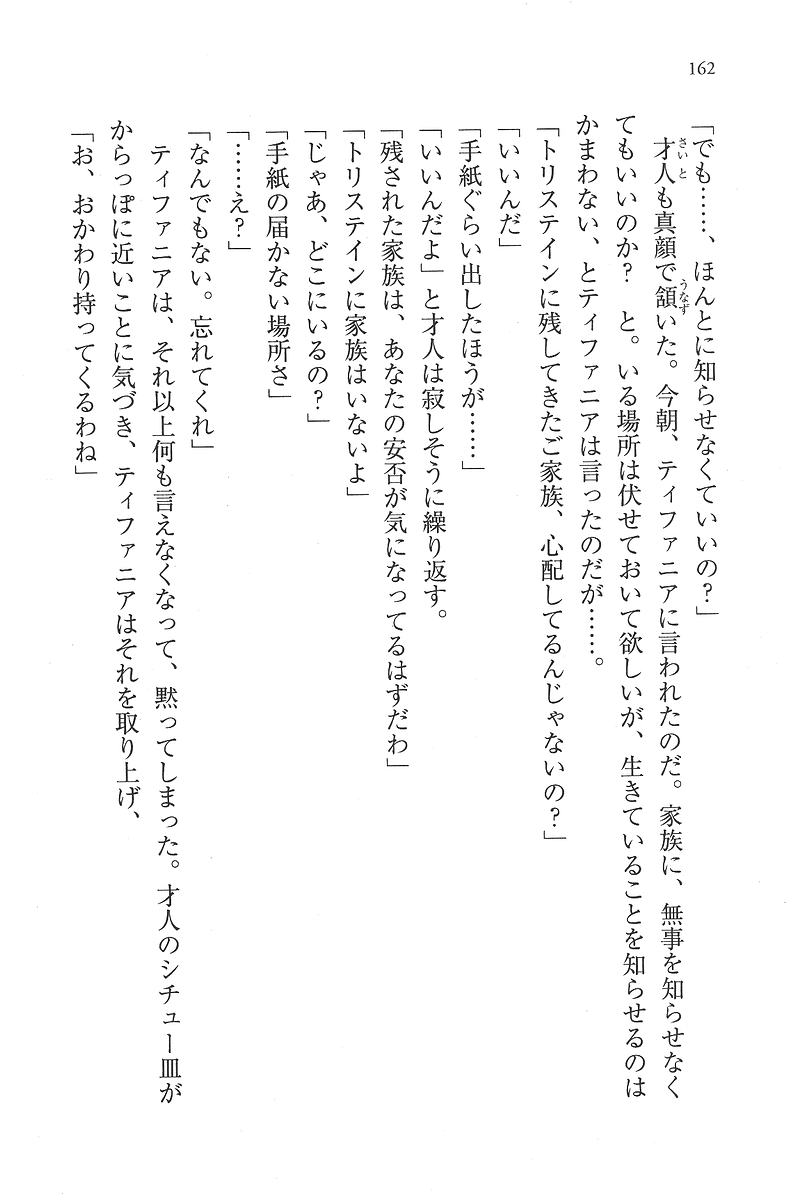 162
「でも……、ほんとに知らせなくていいの？」
才人も真顔で頷いた。今朝、ティファニアに言われたのだ。家族に、無事を知らせなく
てもいいのか？　と。いる場所は伏せておいて欲しいが、生きていることを知らせるのは
かまわない、とティファニアは言ったのだが……。
「トリステインに残してきたご家族、心配してるんじゃないの？」
「いいんだ」
「手紙ぐらい出したほうが……」
「いいんだよ」と才人は寂しそうに繰り返す。
「残された家族は、あなたの安否が気になってるはずだわ」
「トリステインに家族はいないよ」
「じゃあ、どこにいるの？」
「手紙の届かない場所さ」
「……え？」
「なんでもない。忘れてくれ」
ティファニアは、それ以上何も言えなくなって、黙ってしまった。才人のシチュー皿が
からっぽに近いことに気づき、ティファニアはそれを取り上げ、
「お、おかわり持ってくるわね」
さいと
うなず